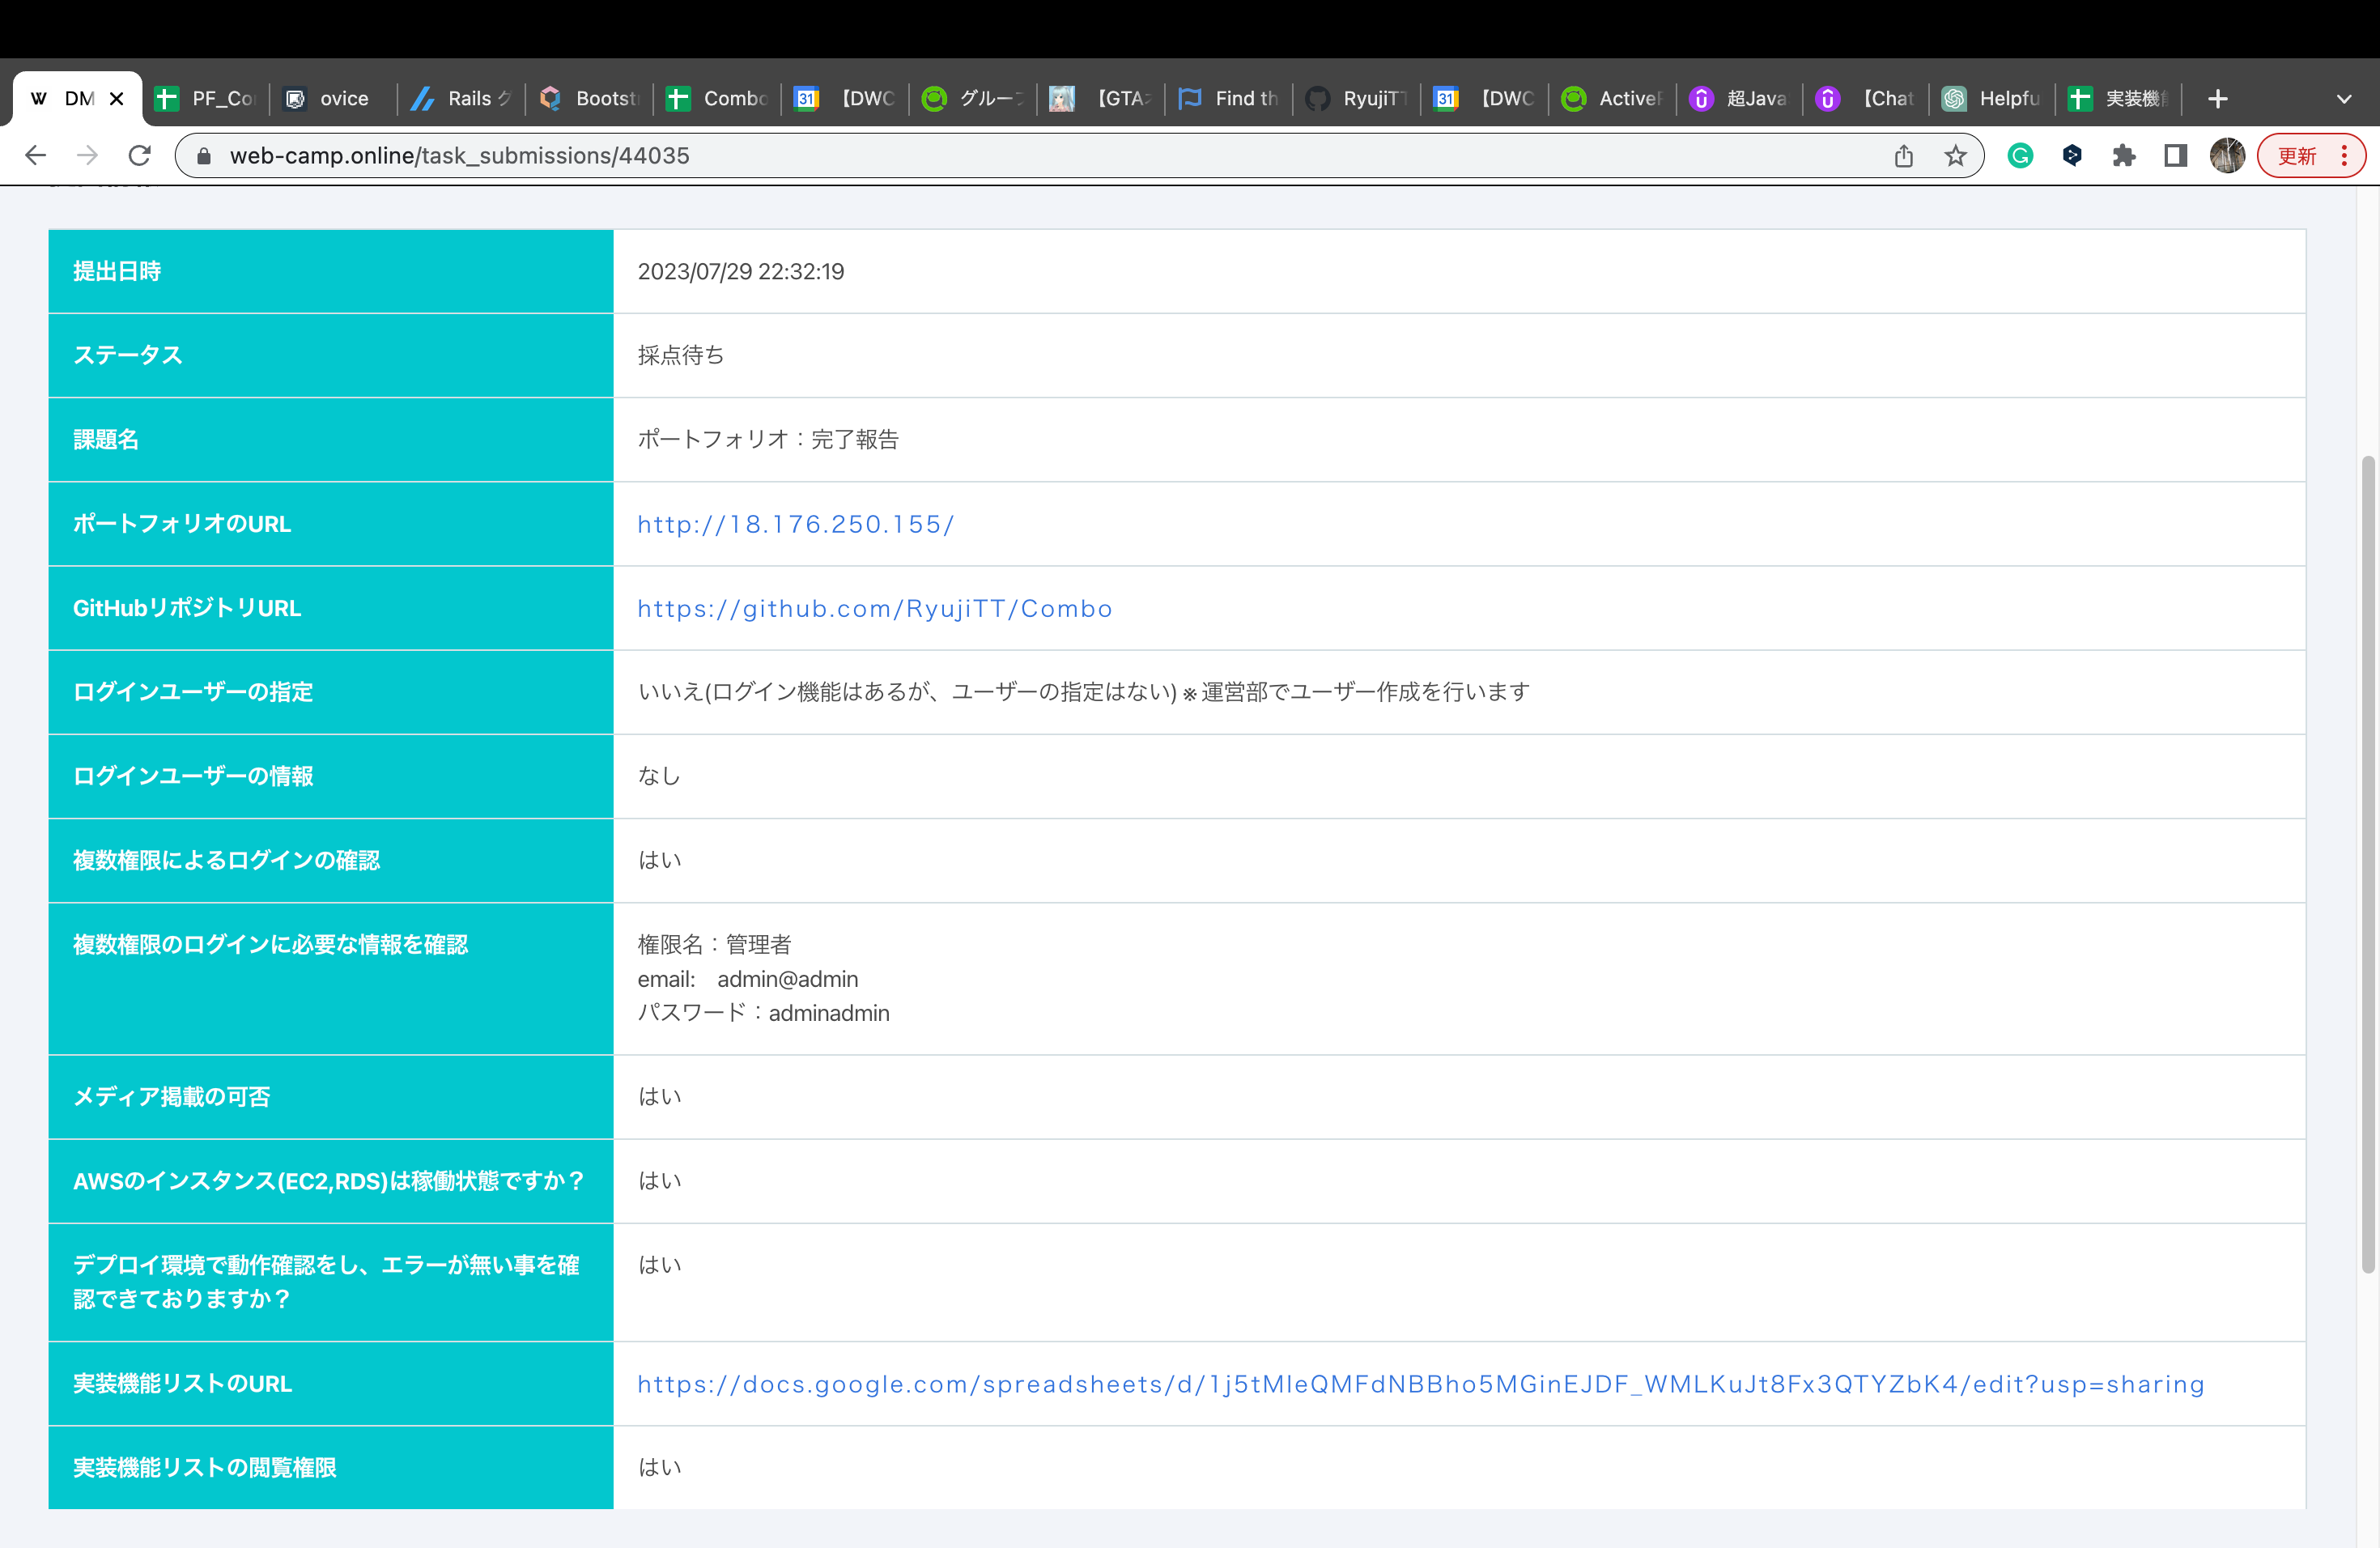 DM
PF_Co
ovice
Rails ク
Bootst
Combo
31
【DWC
グループ
【GTA
Find th
RyujiTT
31
【DWC
Active
超Java
【Chat
Helpfu
実装機
web-camp.online/task_submissions/44035
更新
提出日時
2023/07/29 22:32:19
ステータス
採点待ち
課題名
ポートフォリオ：完了報告
ポートフォリオのURL
http://18.176.250.155/
GitHubリポジトリURL
https://github.com/RyujiTT/Combo
ログインユーザーの指定
いいえ(ログイン機能はあるが、ユーザーの指定はない) ※ 運営部でユーザー作成を行います
ログインユーザーの情報
なし
複数権限によるログインの確認
はい
複数権限のログインに必要な情報を確認
権限名：管理者
email:　admin@admin
パスワード：adminadmin
メディア掲載の可否
はい
AWSのインスタンス(EC2,RDS)は稼働状態ですか？
はい
デプロイ環境で動作確認をし、エラーが無い事を確
認できておりますか？
はい
実装機能リストのURL
https://docs.google.com/spreadsheets/d/1j5tMIeQMFdNBBho5MGinEJDF_WMLKuJt8Fx3QTYZbK4/edit?usp=sharing
実装機能リストの閲覧権限
はい